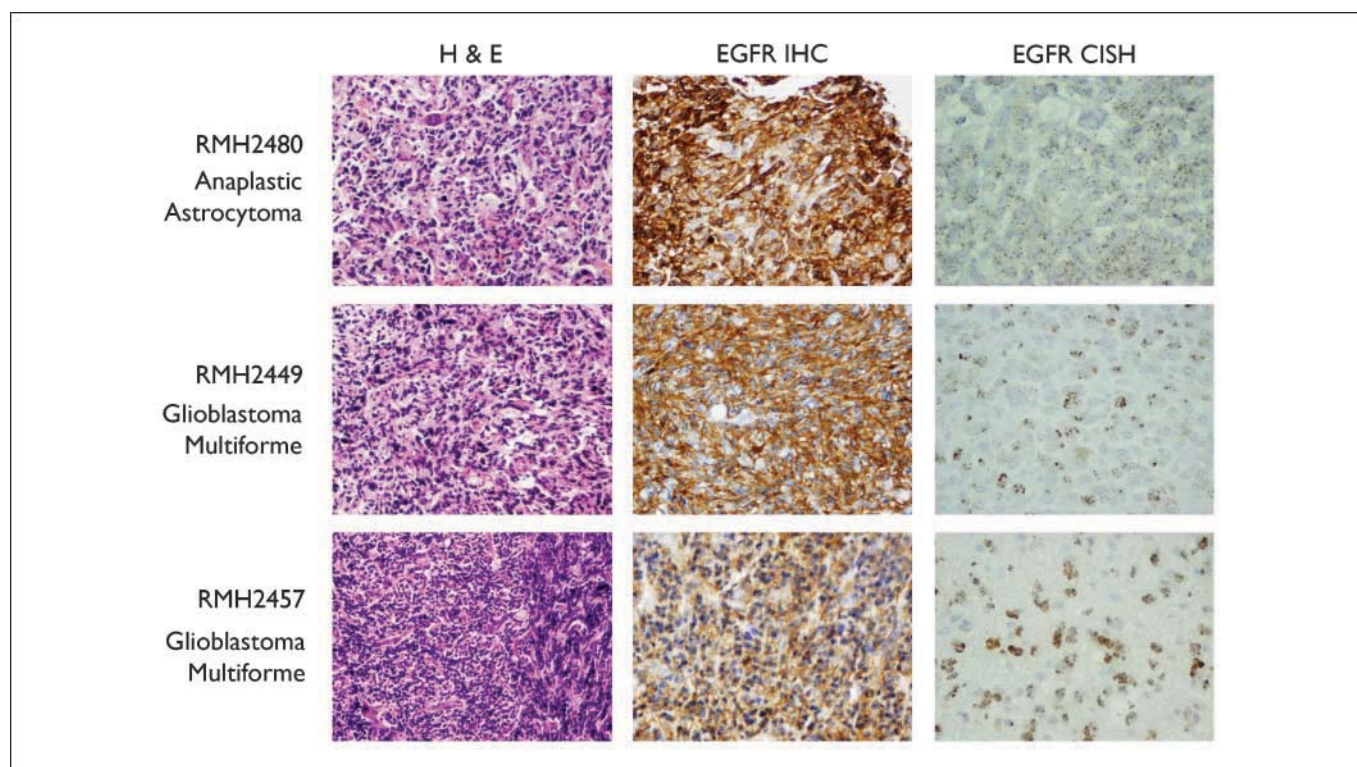 H & E
EGFR IHC
EGFR CISH
RMH2480
Anaplastic
Astrocytoma
RMH2449
Glioblastoma
Multiforme
RMH2457
Glioblastoma
Multiforme